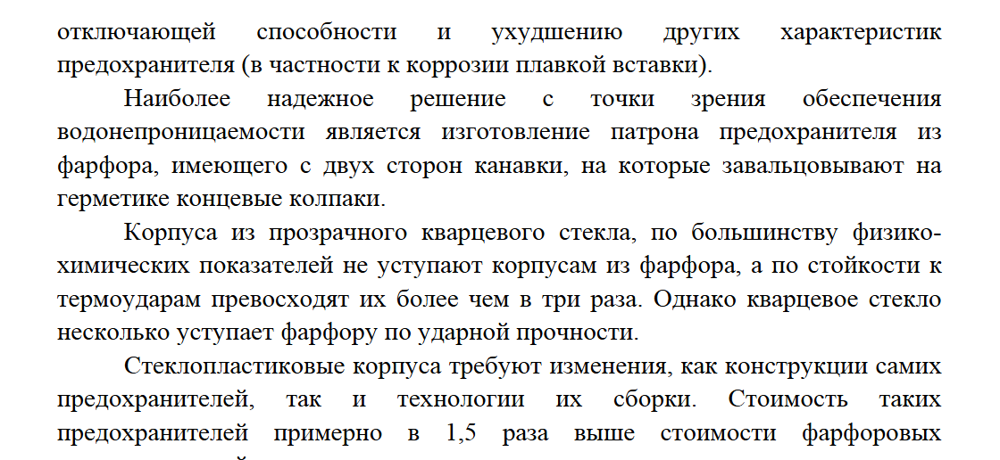 отключающей способности и ухудшению других характеристик
предохранителя (в частности к коррозии плавкой вставки).
Наиболее надежное решение с точки зрения обеспечения
водонепроницаемости является изготовление патрона предохранителя из
фарфора, имеющего с двух сторон канавки, на которые завальцовывают на
герметике концевые колпаки.
Корпуса из прозрачного кварцевого стекла, по большинству физико-
химических показателей не уступают корпусам из фарфора, а по стойкости к
термоударам превосходят их более чем в три раза. Однако кварцевое стекло
несколько уступает фарфору по ударной прочности.
Стеклопластиковые корпуса требуют изменения, как конструкции самих
предохранителей, так и технологии их сборки. Стоимость таких
предохранителей примерно в 1,5 раза выше стоимости фарфоровых